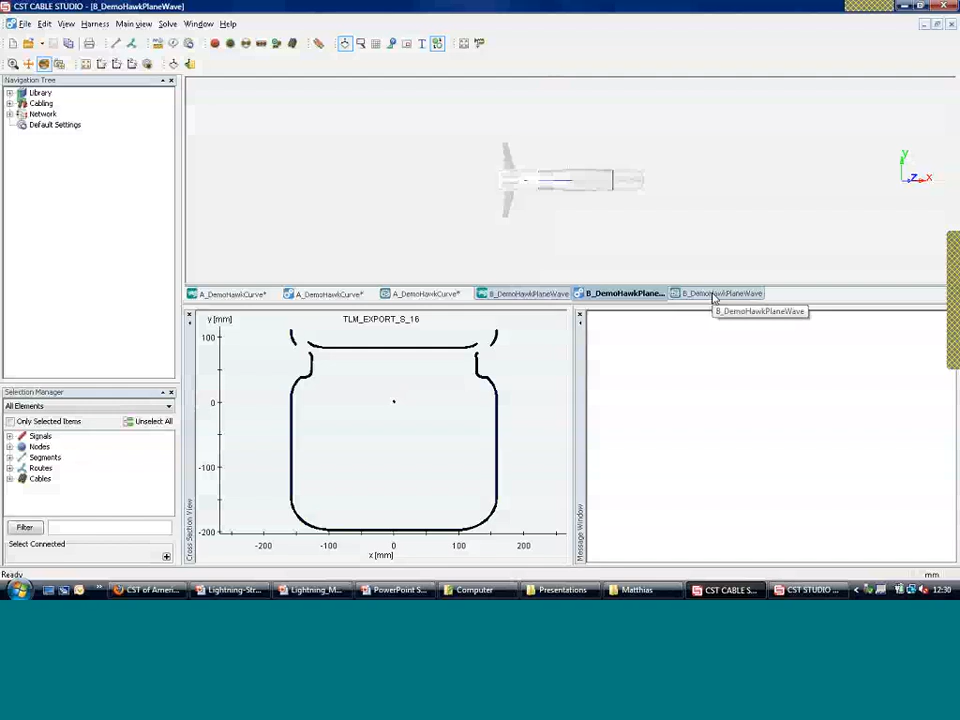 CST CABLE STUDIO - [B_DemoHawkPlaneWave]
File Edit View Harness Main view Solve Window Help
Navigation Tree
Library
Cabling
Network
Default Settings
y
z x
A_DemoHawkCurve* A_DemoHawkCurve* A_DemoHawkCurve* B_DemoHawkPlaneWave B_DemoHawkPlane... B_DemoHawkPlaneWave
B_DemoHawkPlaneWave
Selection Manager
All Elements
Only Selected Items Unselect All
Signals
Nodes
Segments
Routes
Cables
Filter
Select Connected
Cross Section View
y [mm] TLM_EXPORT_S_16
100
0
-100
-200
-200 -100 0 100 200
x [mm]
Message Window
Ready mm
CST of Ameri... Lightning-Str... Lightning_M... PowerPoint S... Computer Presentations Matthias CST CABLE S... CST STUDIO ... 12:30